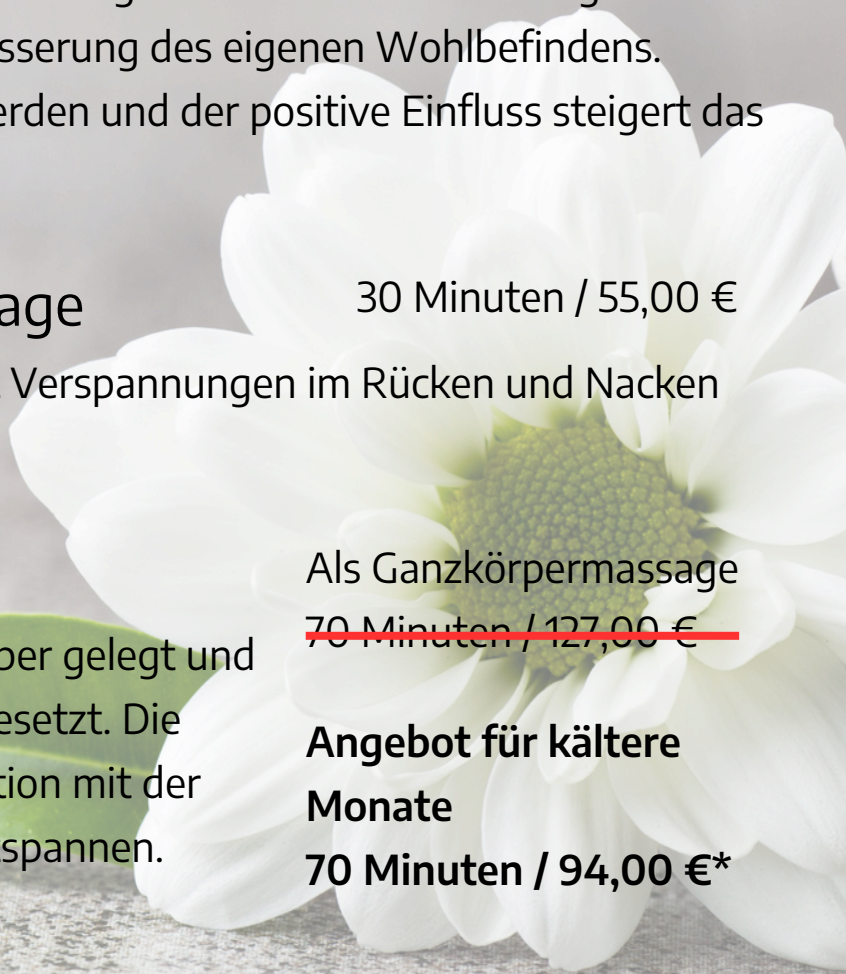 sserung des eigenen Wohlbefindens.
erden und der positive Einfluss steigert das
age
30 Minuten / 55,00 €
Verspannungen im Rücken und Nacken
Als Ganzkörpermassage
70 Minuten / 127,00 €
ber gelegt und
esetzt. Die
tion mit der
spannen.
Angebot für kältere
Monate
70 Minuten / 94,00 €*